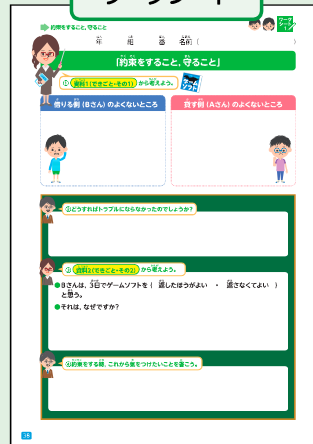 ワークシート
約束をすること,守ること
ワークシート1
年 組 番 名前(
「約束をすること,守ること」
① 資料1(できごと・その1) から考えよう。
ゲームソフト
借りる側 (Bさん) のよくないところ
貸す側 (Aさん) のよくないところ
②どうすればトラブルにならなかったのでしょうか?
③ 資料2(できごと・その2) から考えよう。
●Bさんは,3日でゲームソフトを ( 返したほうがよい ・ 返さなくてよい )
と思う。
●それは,なぜですか?
④約束をする時,これから気をつけたいことを書こう。
38